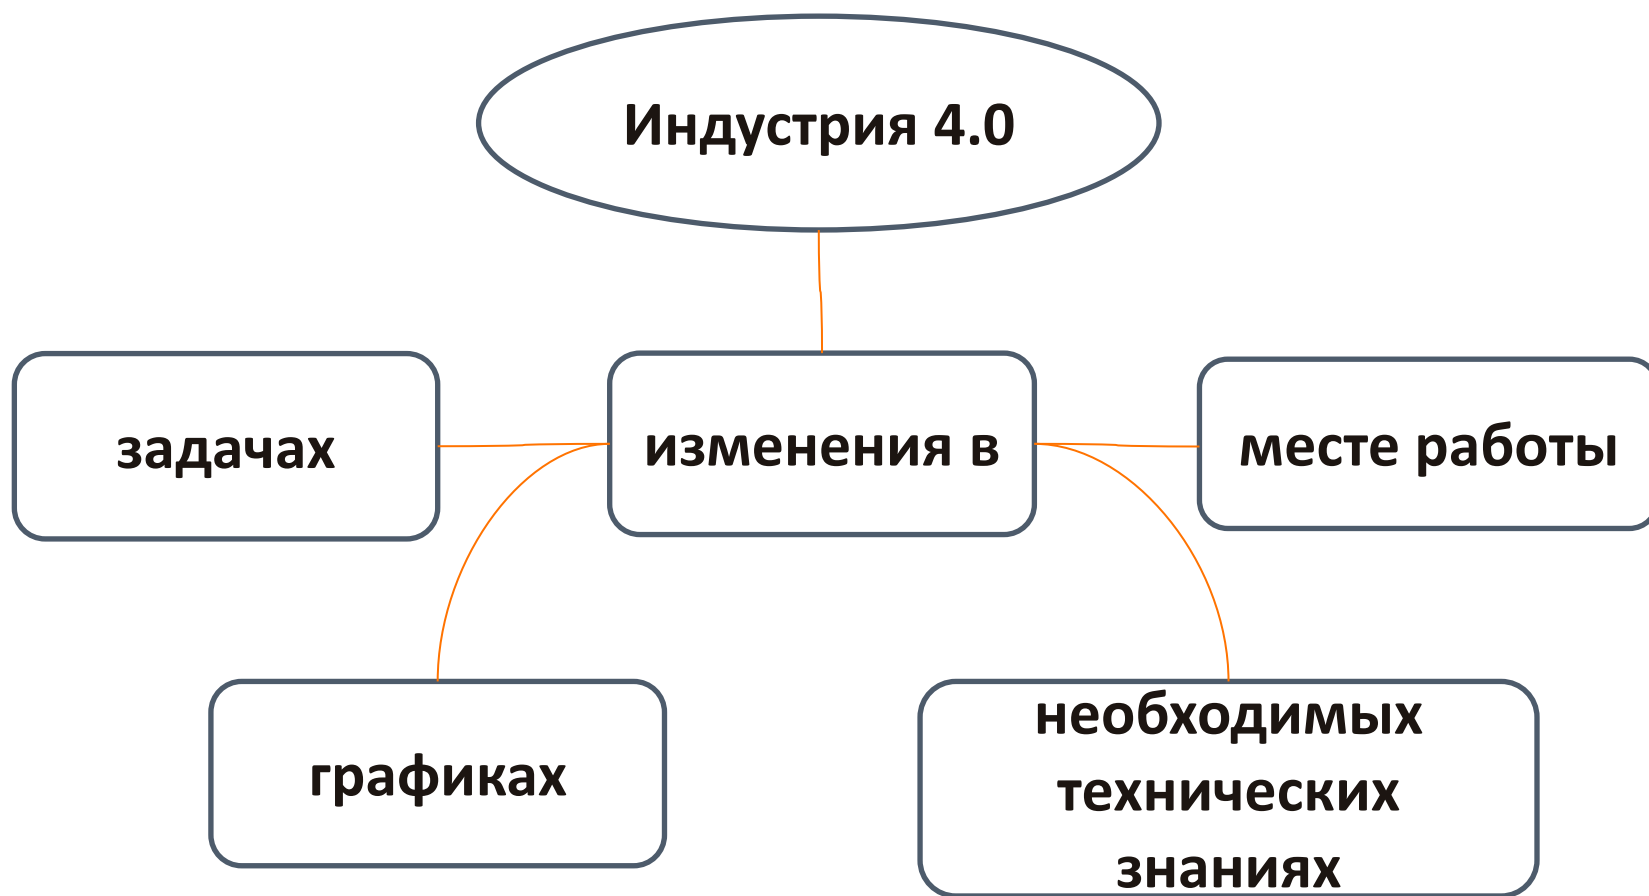 Индустрия 4.0
задачах
изменения в
месте работы
графиках
необходимых
технических
знаниях